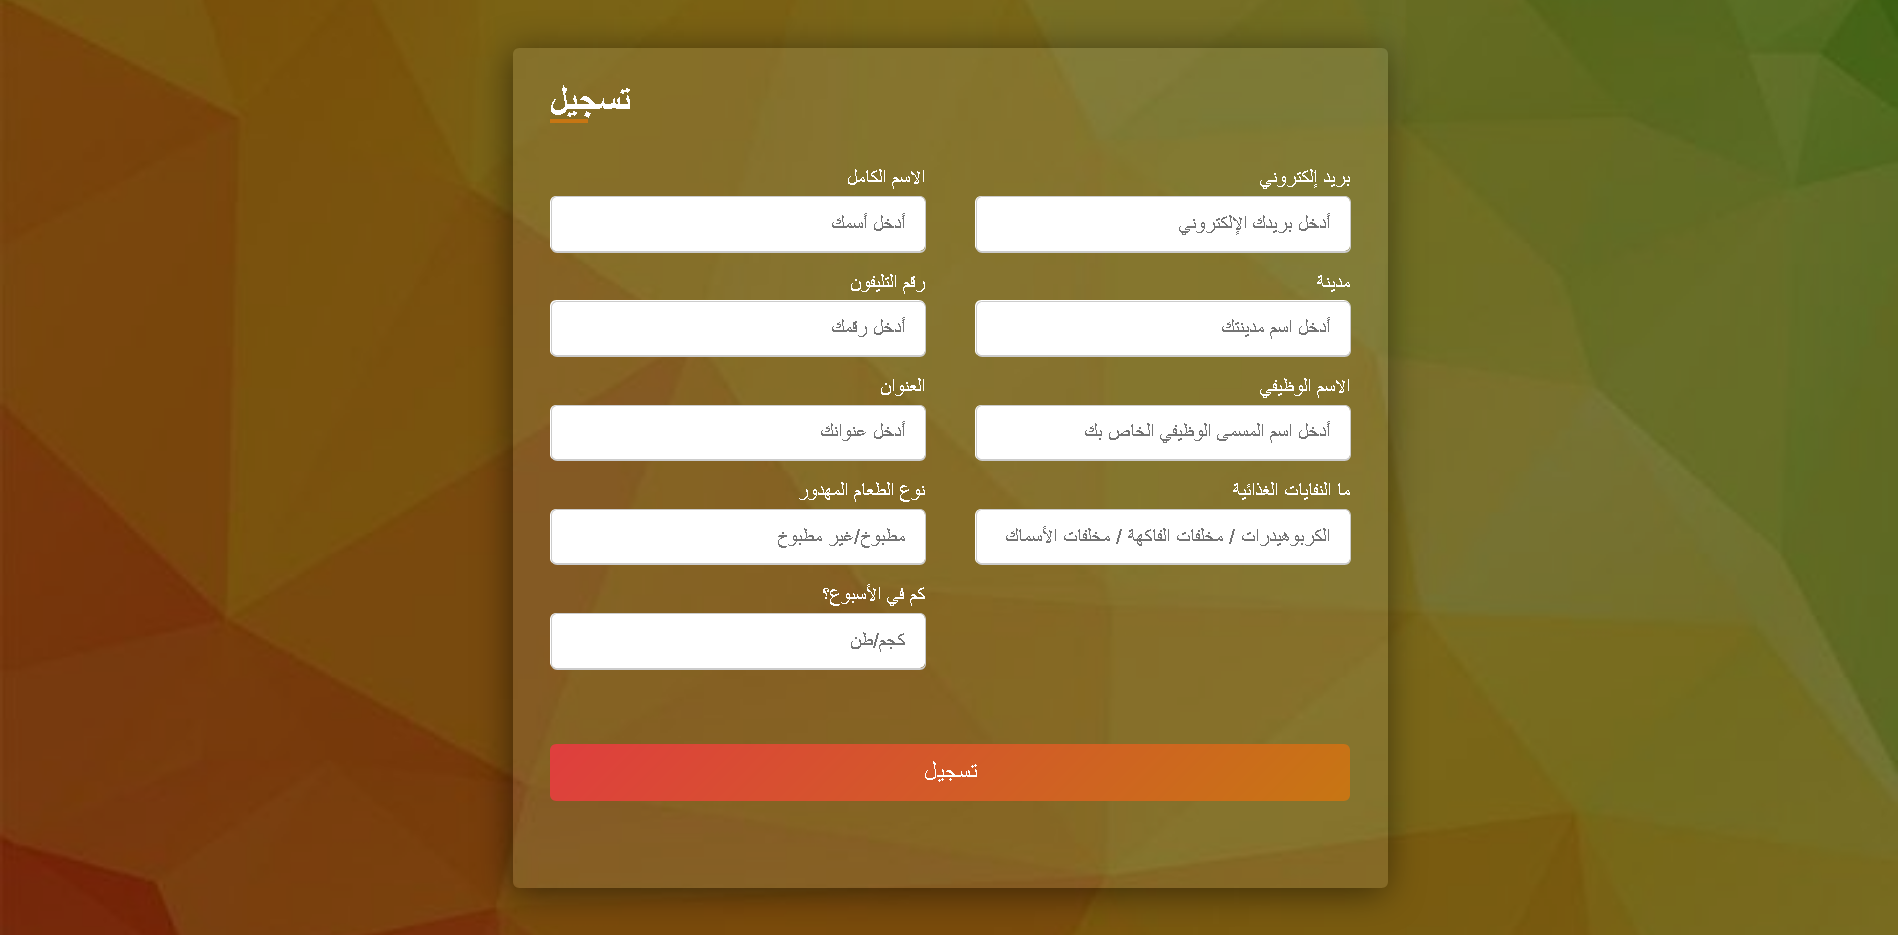 تسجيل
بريد إلكتروني
أدخل بريدك الإلكتروني
الاسم الكامل
أدخل أسمك
مدينة
أدخل اسم مدينتك
رقم التليفون
أدخل رقمك
الاسم الوظيفي
أدخل اسم المسمى الوظيفي الخاص بك
العنوان
أدخل عنوانك
ما النفايات الغذائية
الكربوهيدرات / مخلفات الفاكهة / مخلفات الأسماك
نوع الطعام المهدور
مطبوخ/غير مطبوخ
كم في الأسبوع؟
كجم/طن
تسجيل